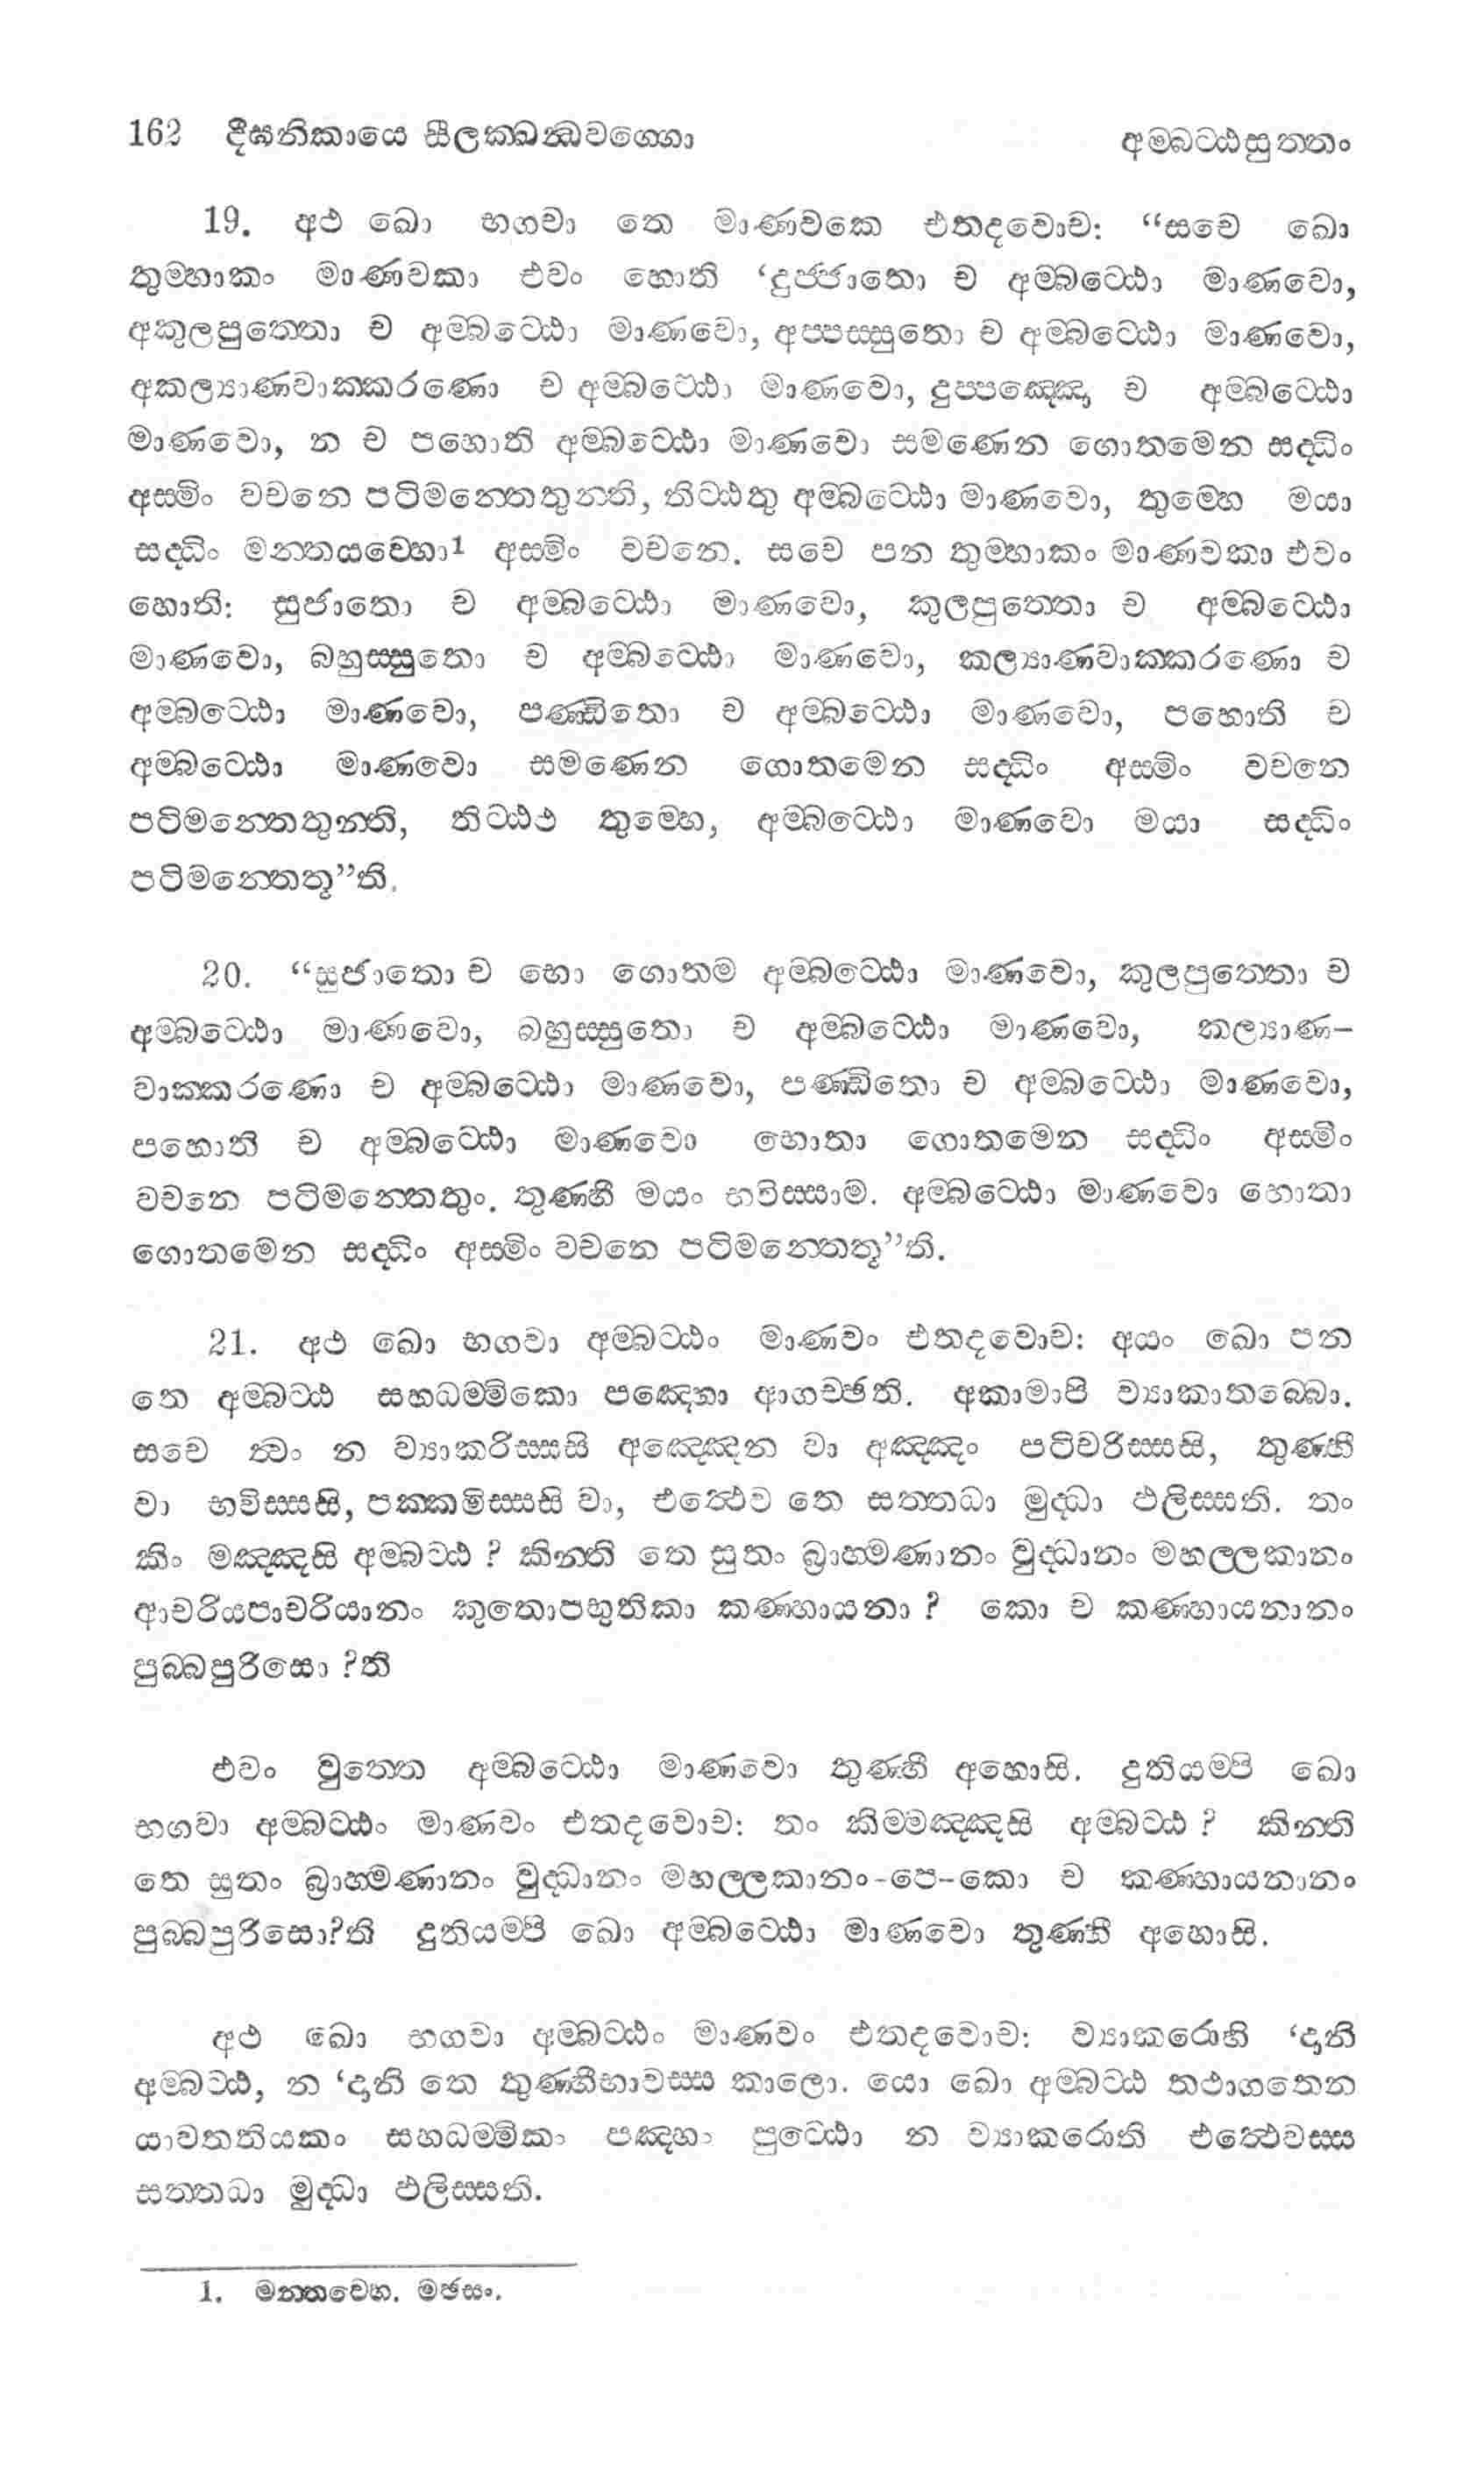 162 දීඝනිකායෙ සීලක්ඛන්ධවග්ගො අම්බට්ඨසුත්තං
19. අථ ඛො භගවා තෙ මාණවකෙ එතදවොච: “සචෙ ඛො
තුම්හාකං මාණවකා එවං හොති ‘දුජ්ජාතො ච අම්බට්ඨො මාණවො,
අකුලපුත්තො ච අම්බට්ඨො මාණවො, අප්පස්සුතො ච අම්බට්ඨො මාණවො,
අකල්‍යාණවාක්කරණො ච අම්බට්ඨො මාණවො, දුප්පඤ්ඤො ච අම්බට්ඨො
මාණවො, න ච පහොති අම්බට්ඨො මාණවො සමණෙන ගොතමෙන සද්ධිං
අස්මිං වචනෙ පටිමන්තෙතුන්ති, තිට්ඨතු අම්බට්ඨො මාණවො, තුම්හෙ මයා
සද්ධිං මන්තයව්හො1 අස්මිං වචනෙ. සචෙ පන තුම්හාකං මාණවකා එවං
හොති: සුජාතො ච අම්බට්ඨො මාණවො, කුලපුත්තො ච අම්බට්ඨො
මාණවො, බහුස්සුතො ච අම්බට්ඨො මාණවො, කල්‍යාණවාක්කරණො ච
අම්බට්ඨො මාණවො, පණ්ඩිතො ච අම්බට්ඨො මාණවො, පහොති ච
අම්බට්ඨො මාණවො සමණෙන ගොතමෙන සද්ධිං අස්මිං වචනෙ
පටිමන්තෙතුන්ති, තිට්ඨථ තුම්හෙ, අම්බට්ඨො මාණවො මයා සද්ධිං
පටිමන්තෙතූ”ති.
20. “සුජාතො ච භො ගොතම අම්බට්ඨො මාණවො, කුලපුත්තො ච
අම්බට්ඨො මාණවො, බහුස්සුතො ච අම්බට්ඨො මාණවො, කල්‍යාණ–
වාක්කරණො ච අම්බට්ඨො මාණවො, පණ්ඩිතො ච අම්බට්ඨො මාණවො,
පහොති ච අම්බට්ඨො මාණවො භොතා ගොතමෙන සද්ධිං අස්මිං
වචනෙ පටිමන්තෙතුං. තුණ්හී මයං භවිස්සාම. අම්බට්ඨො මාණවො භොතා
ගොතමෙන සද්ධිං අස්මිං වචනෙ පටිමන්තෙතූ”ති.
21. අථ ඛො භගවා අම්බට්ඨං මාණවං එතදවොච: අයං ඛො පන
තෙ අම්බට්ඨ සහධම්මිකො පඤ්හො ආගච්ඡති. අකාමාපි ව්‍යාකාතබ්බො.
සචෙ ත්‍වං න ව්‍යාකරිස්සසි අඤ්ඤෙන වා අඤ්ඤං පටිචරිස්සසි, තුණ්හී
වා භවිස්සසි, පක්කමිස්සසි වා, එත්ථෙව තෙ සත්තධා මුද්ධා ඵලිස්සති. තං
කිං මඤ්ඤසි අම්බට්ඨ? කින්ති තෙ සුතං බ්‍රාහ්මණානං වුද්ධානං මහල්ලකානං
ආචරියපාචරියානං කුතොපභුතිකා කණ්හායනා? කො ච කණ්හායනානං
පුබ්බපුරිසො?ති
එවං වුත්තෙ අම්බට්ඨො මාණවො තුණ්හී අහොසි. දුතියම්පි ඛො
භගවා අම්බට්ඨං මාණවං එතදවොච: තං කිම්මඤ්ඤසි අම්බට්ඨ? කින්ති
තෙ සුතං බ්‍රාහ්මණානං වුද්ධානං මහල්ලකානං-පෙ-කො ච කණ්හායනානං
පුබ්බපුරිසො?ති දුතියම්පි ඛො අම්බට්ඨො මාණවො තුණ්හී අහොසි.
අථ ඛො භගවා අම්බට්ඨං මාණවං එතදවොච: ව්‍යාකරොහි ‘දානි
අම්බට්ඨ, න ‘දානි තෙ තුණ්හීභාවස්ස කාලො. යො ඛො අම්බට්ඨ තථාගතෙන
යාවතතියකං සහධම්මිකං පඤ්හං පුට්ඨො න ව්‍යාකරොති එත්ථෙවස්ස
සත්තධා මුද්ධා ඵලිස්සති.
1. මන්තව්හො. මඡසං.